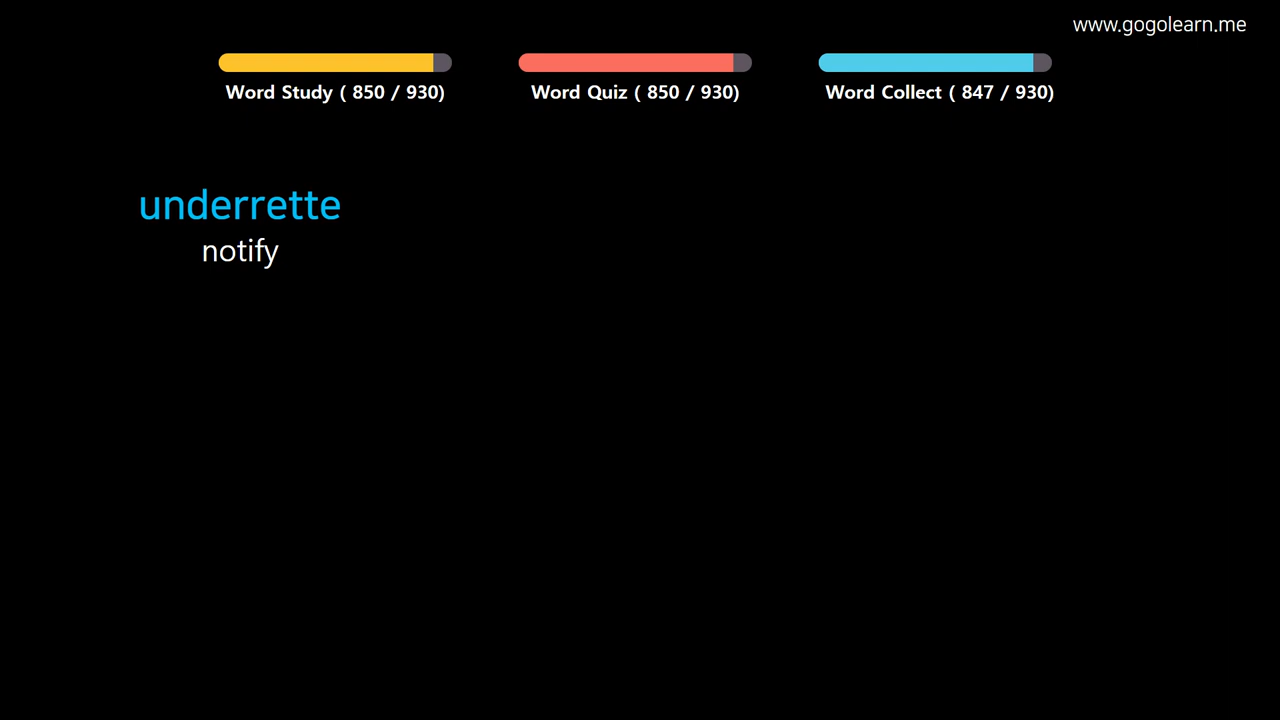 www.gogolearn.me
Word Study ( 850 / 930)
Word Quiz ( 850 / 930)
Word Collect ( 847 / 930)
underrette
notify